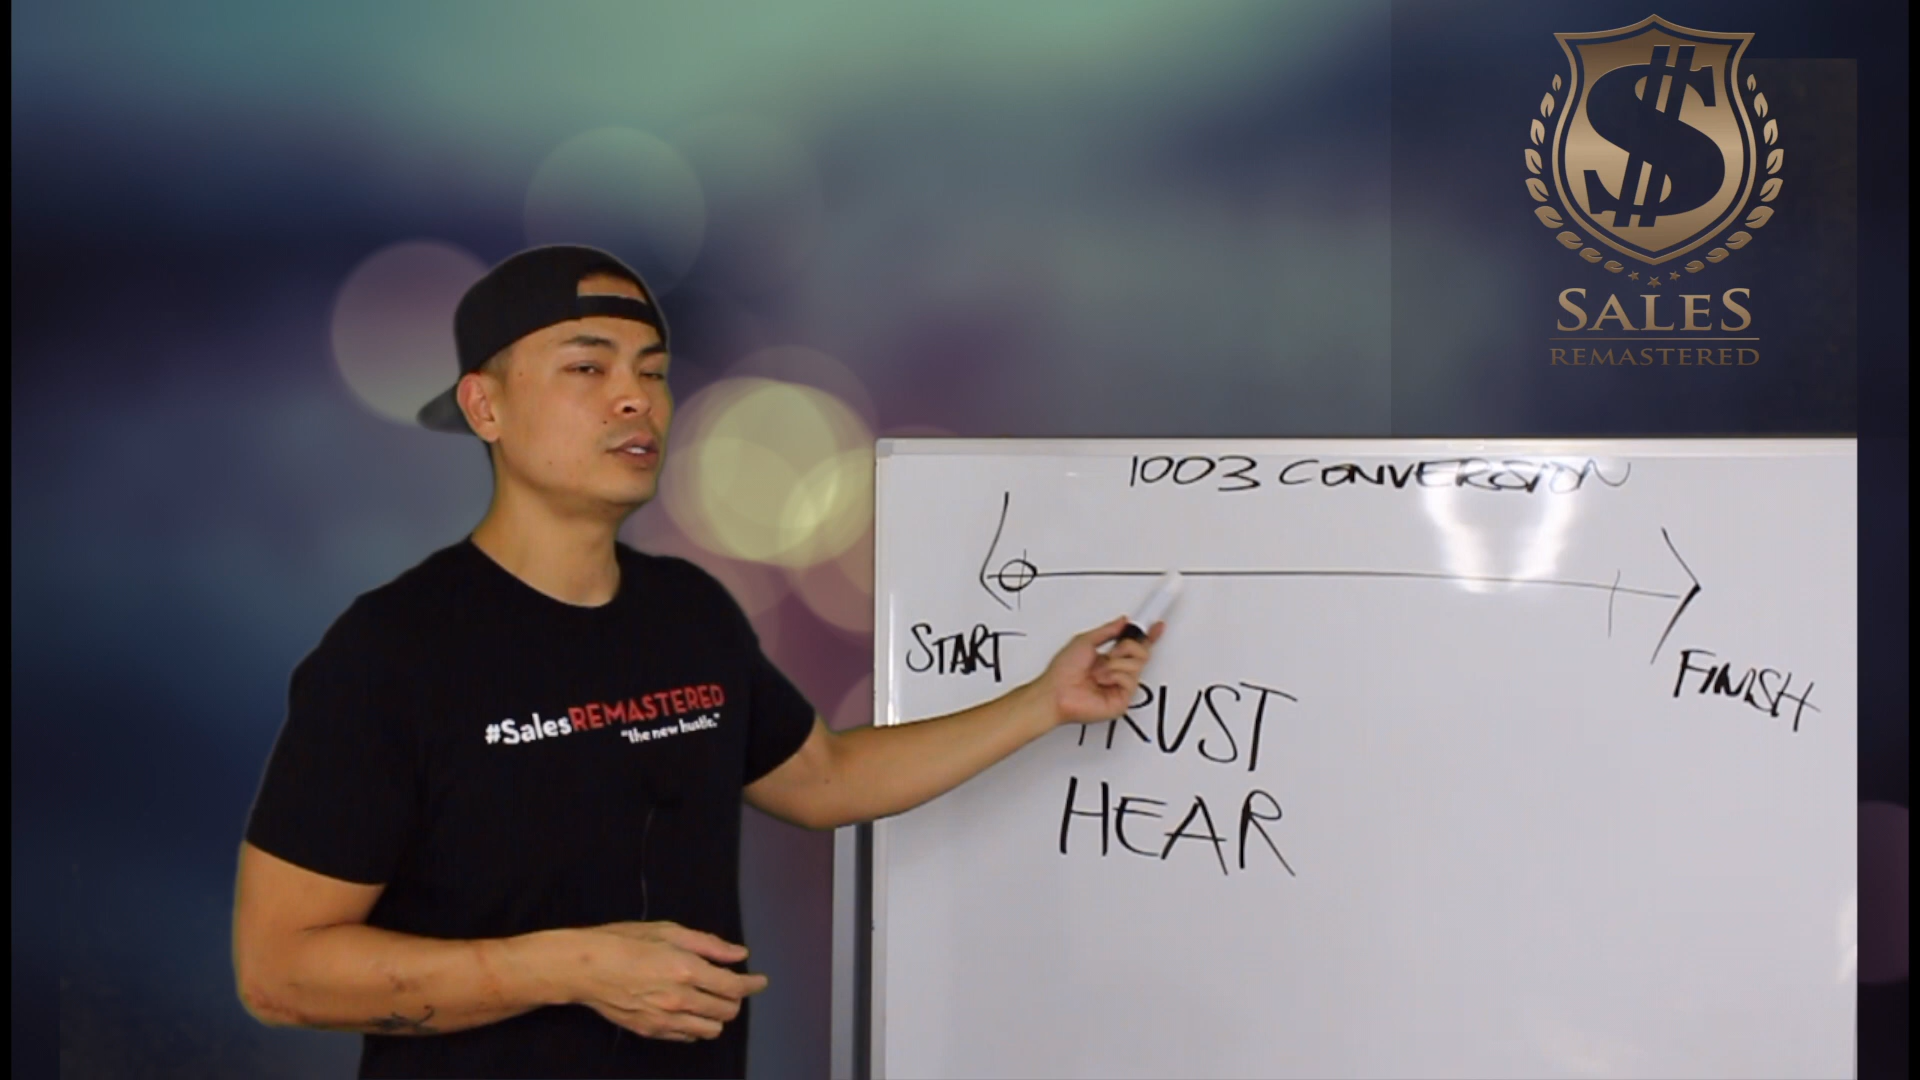 SALES
REMASTERED
1003 CONVERSION
START
FINISH
#SalesREMASTERED
"the new hustle."
TRUST
HEAR